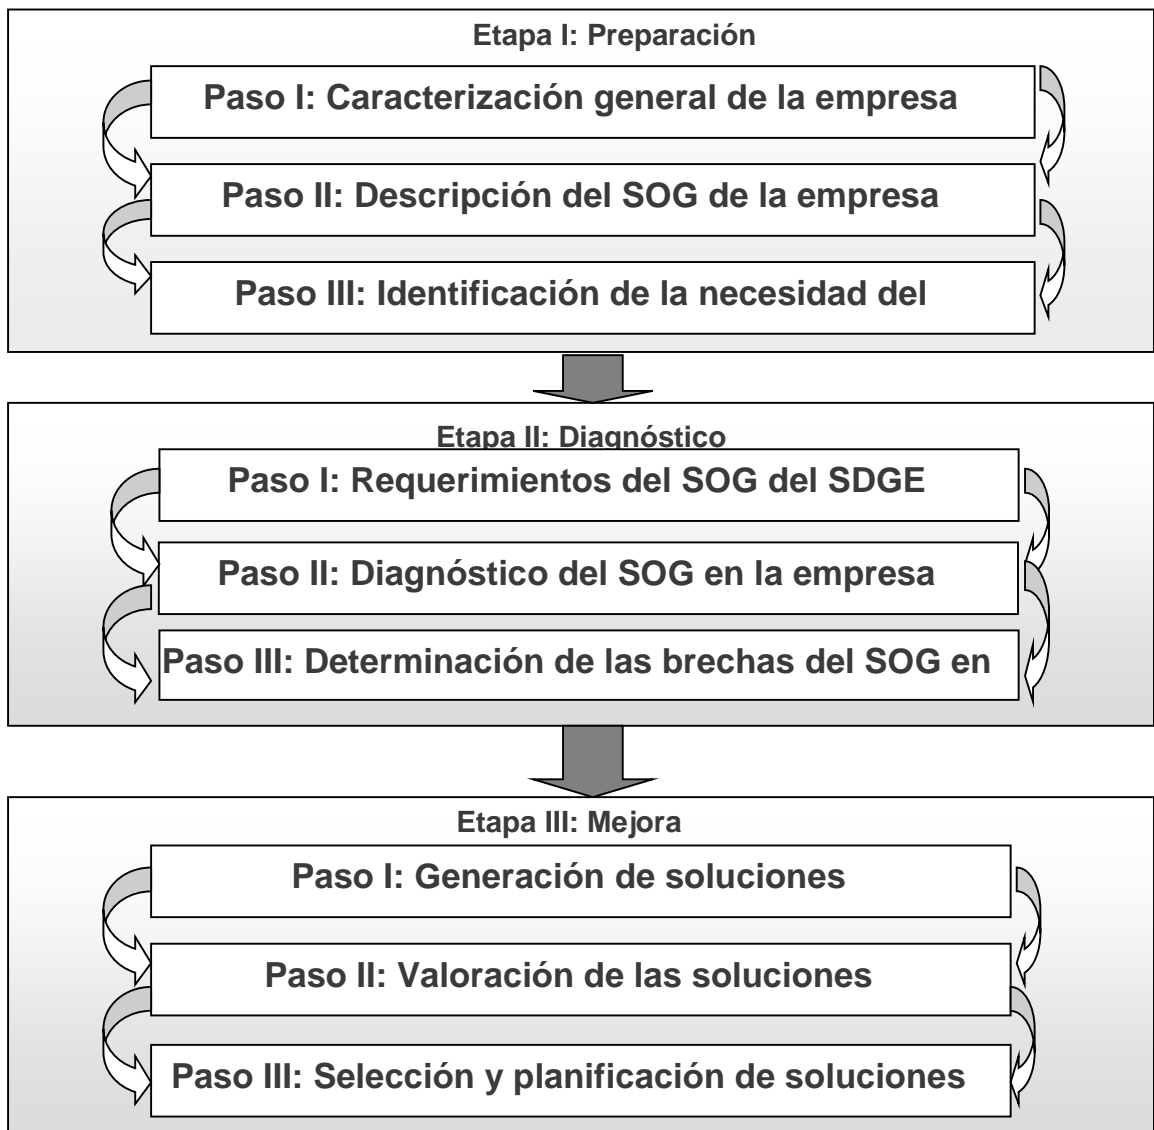 Etapa I: Preparación
Paso I: Caracterización general de la empresa
Paso II: Descripción del SOG de la empresa
Paso III: Identificación de la necesidad del
Etapa II: Diagnóstico
Paso I: Requerimientos del SOG del SDGE
Paso II: Diagnóstico del SOG en la empresa
Paso III: Determinación de las brechas del SOG en
Etapa III: Mejora
Paso I: Generación de soluciones
Paso II: Valoración de las soluciones
Paso III: Selección y planificación de soluciones